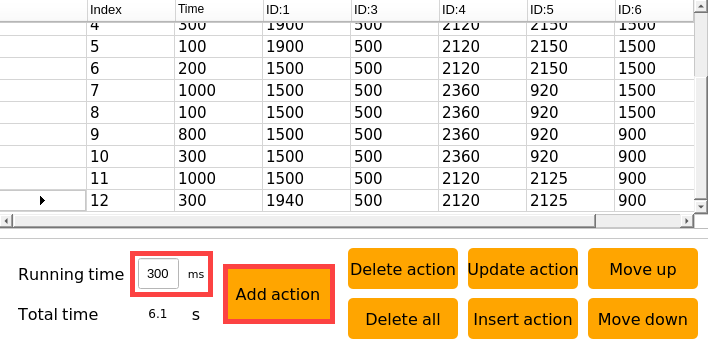 Index Time ID:1 ID:3 ID:4 ID:5 ID:6
4 300 1900 500 2120 2150 1500
5 100 1900 500 2120 2150 1500
6 200 1500 500 2120 2150 1500
7 1000 1500 500 2360 920 1500
8 100 1500 500 2360 920 1500
9 800 1500 500 2360 920 900
10 300 1500 500 2360 920 900
11 1000 1500 500 2120 2125 900
12 300 1940 500 2120 2125 900
Running time 300 ms
Total time 6.1 s
Add action
Delete action Update action Move up
Delete all Insert action Move down